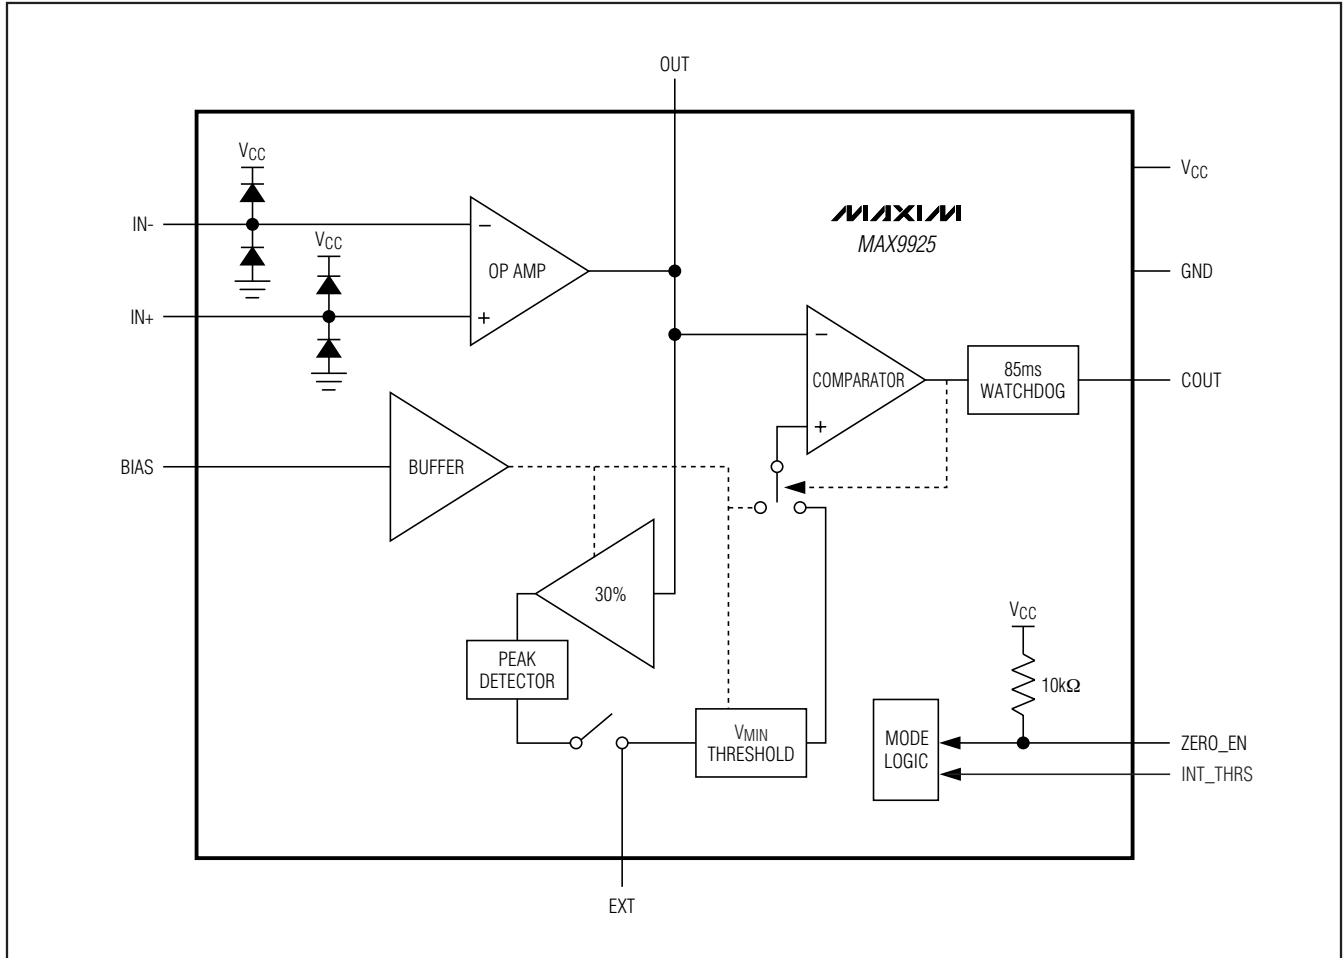 OUT
VCC
VCC
IN-
−
MAXIM
MAX9925
VCC
OP AMP
GND
IN+
+
−
COMPARATOR
85ms
WATCHDOG
COUT
+
BIAS
BUFFER
30%
VCC
PEAK
DETECTOR
10kΩ
VMIN
THRESHOLD
MODE
LOGIC
ZERO_EN
INT_THRS
EXT